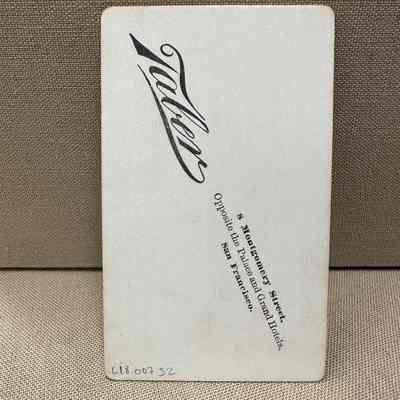 Taber
8 Montgomery Street,
Opposite the Palace and Grand Hotels,
San Francisco.
L18.007 32